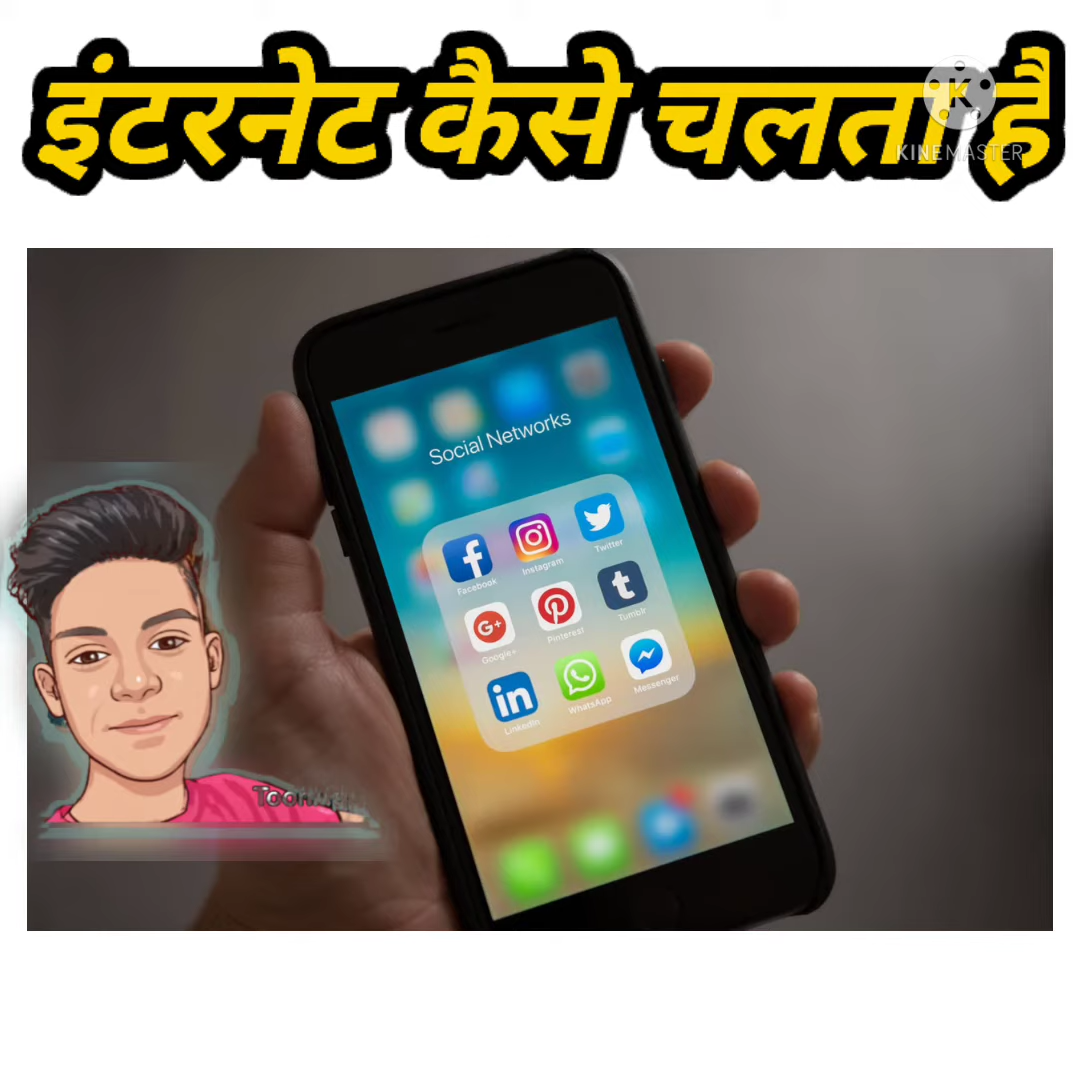 इंटरनेट कैसे चलता है
KINEMASTER
Social Networks
Facebook
Instagram
Twitter
Google+
Pinterest
Tumblr
LinkedIn
WhatsApp
Messenger